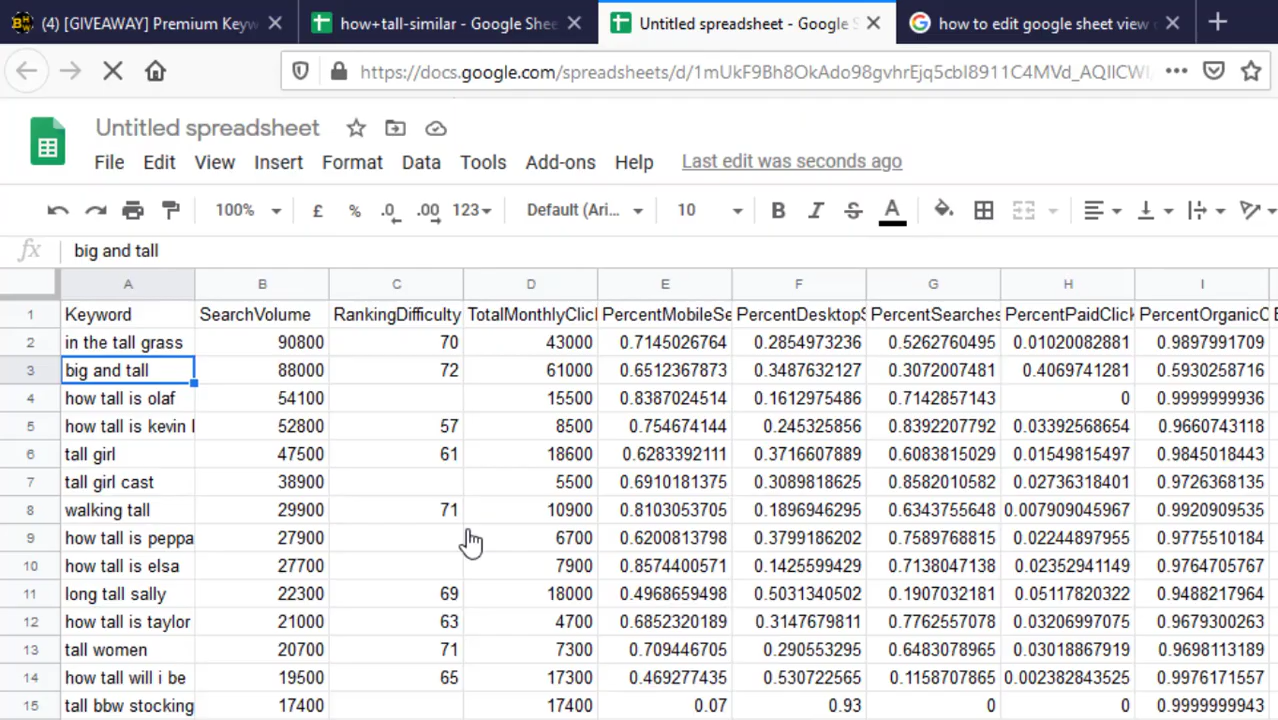 (4) [GIVEAWAY] Premium Keyw
how+tall-similar - Google Shee
Untitled spreadsheet - Google S
how to edit google sheet view
https://docs.google.com/spreadsheets/d/1mUkF9Bh8OkAdo98gvhrEjq5cbI8911C4MVd_AQIICWL
Untitled spreadsheet
File Edit View Insert Format Data Tools Add-ons Help Last edit was seconds ago
100% £ % .0 .00 123 Default (Ari... 10 B I S A
fx big and tall
A B C D E F G H I
1 Keyword SearchVolume RankingDifficulty TotalMonthlyClic PercentMobileSe PercentDesktopS PercentSearches PercentPaidClick PercentOrganicC
2 in the tall grass 90800 70 43000 0.7145026764 0.2854973236 0.5262760495 0.01020082881 0.9897991709
3 big and tall 88000 72 61000 0.6512367873 0.3487632127 0.3072007481 0.4069741281 0.5930258716
4 how tall is olaf 54100 15500 0.8387024514 0.1612975486 0.7142857143 0 0.9999999936
5 how tall is kevin 52800 57 8500 0.754674144 0.245325856 0.8392207792 0.03392568654 0.9660743118
6 tall girl 47500 61 18600 0.6283392111 0.3716607889 0.6083815029 0.01549815497 0.9845018443
7 tall girl cast 38900 5500 0.6910181375 0.3089818625 0.8582010582 0.02736318401 0.9726368135
8 walking tall 29900 71 10900 0.8103053705 0.1896946295 0.6343755648 0.007909045967 0.9920909535
9 how tall is peppa 27900 6700 0.6200813798 0.3799186202 0.7589768815 0.02244897955 0.9775510184
10 how tall is elsa 27700 7900 0.8574400571 0.1425599429 0.7138047138 0.02352941149 0.9764705767
11 long tall sally 22300 69 18000 0.4968659498 0.5031340502 0.1907032181 0.05117820322 0.9488217964
12 how tall is taylor 21000 63 4700 0.6852320189 0.3147679811 0.7762557078 0.03206997075 0.9679300263
13 tall women 20700 71 7300 0.709446705 0.290553295 0.6483078965 0.03018867919 0.9698113189
14 how tall will i be 19500 65 17300 0.469277435 0.530722565 0.1158707865 0.002382843525 0.9976171557
15 tall bbw stocking 17400 17400 0.07 0.93 0 0 0.9999999943